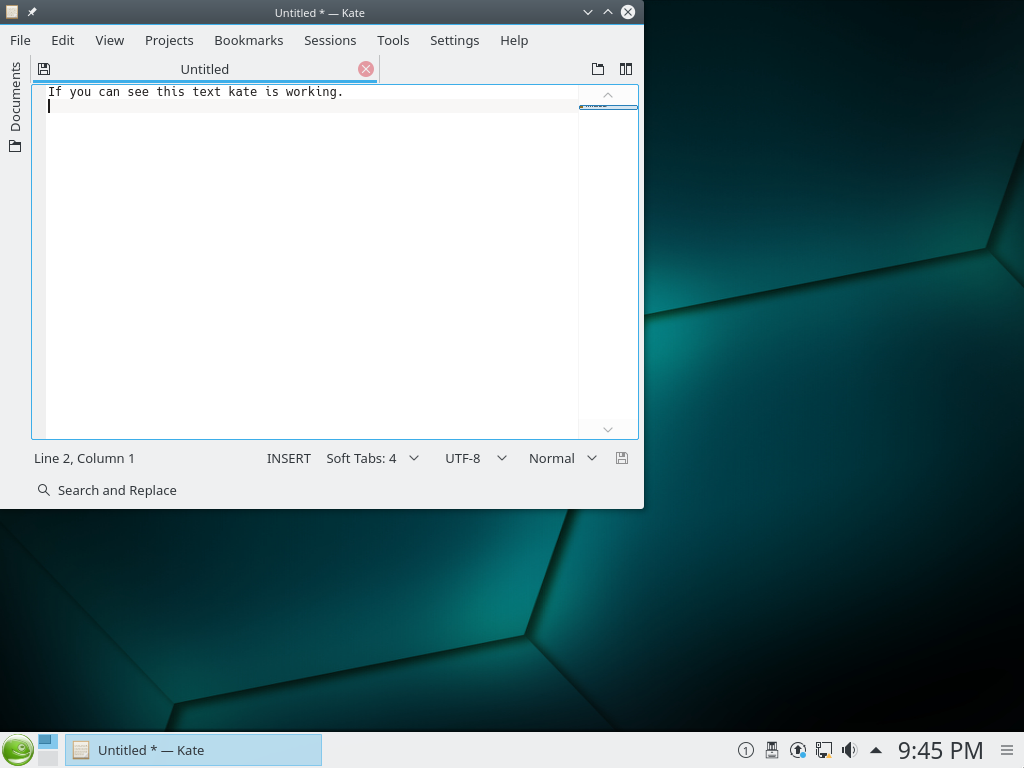 Untitled * — Kate
File Edit View Projects Bookmarks Sessions Tools Settings Help
Documents
Untitled
If you can see this text kate is working.
Line 2, Column 1 INSERT Soft Tabs: 4 UTF-8 Normal
Search and Replace
Untitled * — Kate 1 9:45 PM